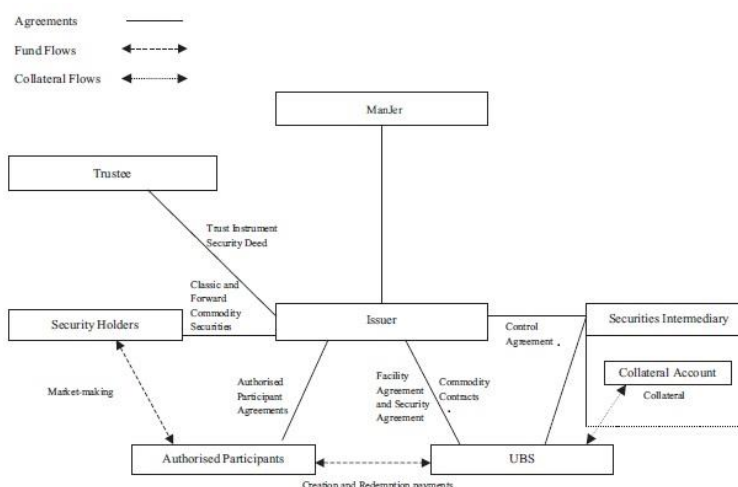 Agreements
Fund Flows
Collateral Flows
ManJer
Trustee
Trust Instrument
Security Deed
Classic and
Forward
Commodity
Securities
Security Holders
Issuer
Securities Intermediary
Control
Agreement .
Collateral Account
Collateral
Market-making
Authorised
Participant
Agreements
Facility
Agreement
and Security
Agreement
Commodity
Contracts
.
Authorised Participants
UBS
Creation and Redemption payments